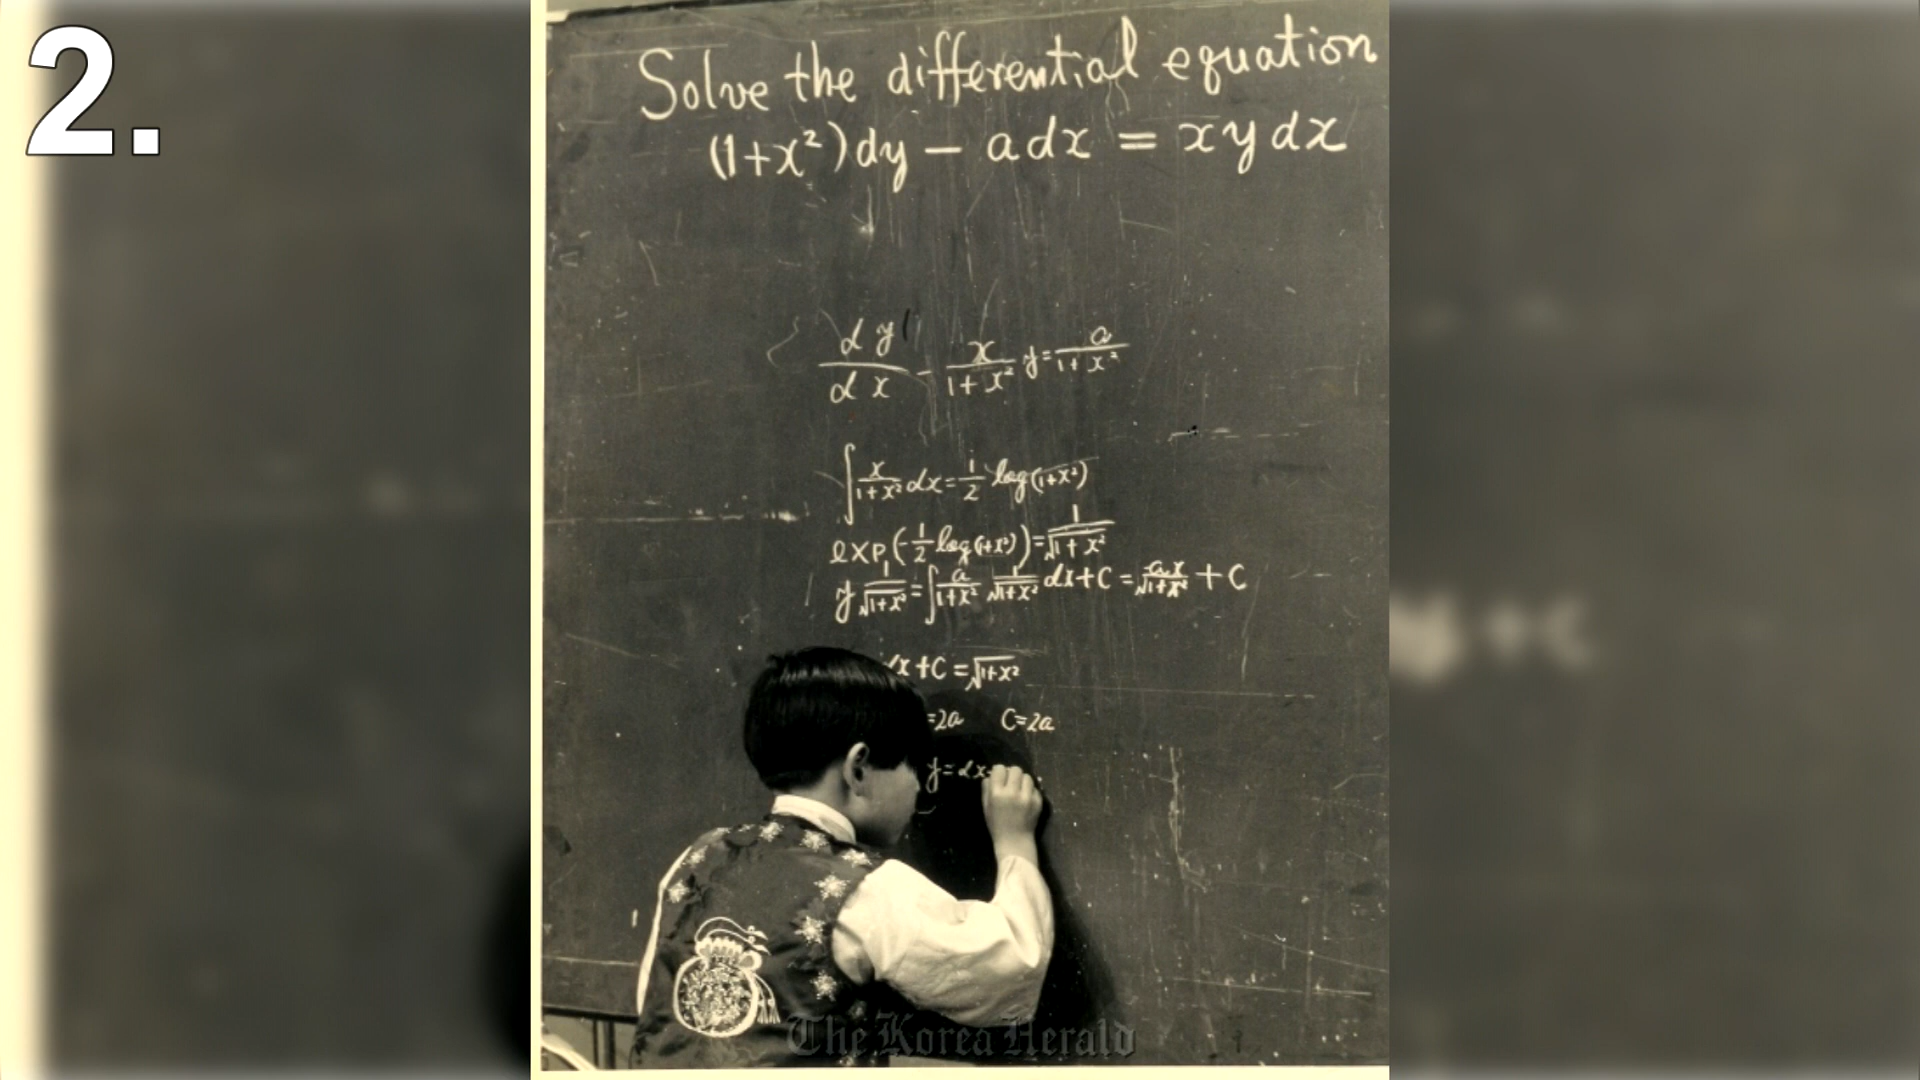 2.
Solve the differential equation
(1+x²)dy − adx = xydx
dy/dx − x/(1+x²) y = a/(1+x²)
∫ x/(1+x²) dx = 1/2 log(1+x²)
exp(−1/2 log(1+x²)) = 1/√(1+x²)
y 1/√(1+x²) = ∫ a/(1+x²) 1/√(1+x²) dx + C = ax/√(1+x²) + C
x + C = √(1+x²)
=2a C=2a
y = αx
The Korea Herald